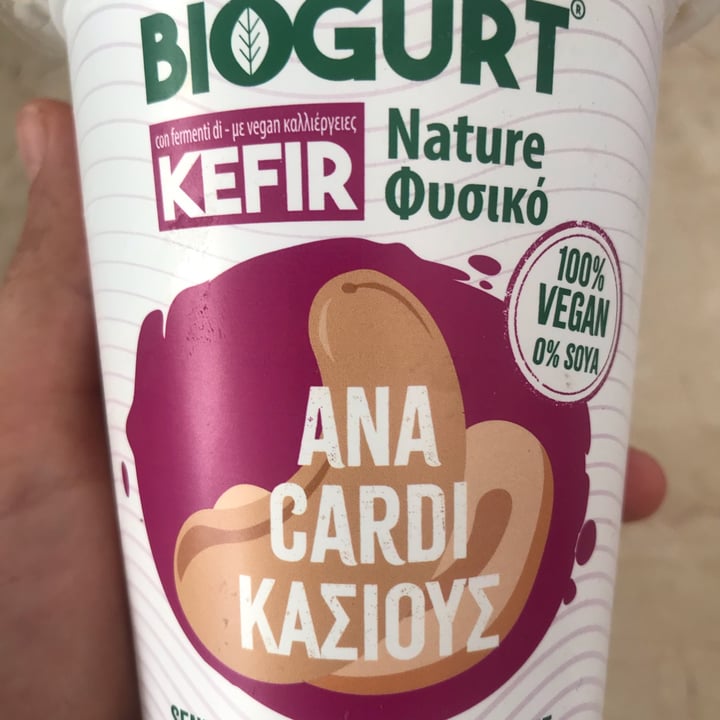 BIOGURT®
con fermenti di - με vegan καλλιέργειες
KEFIR
Nature
Φυσικό
100%
VEGAN
0% SOYA
ANA
CARDI
ΚΑΣΙΟΥΣ